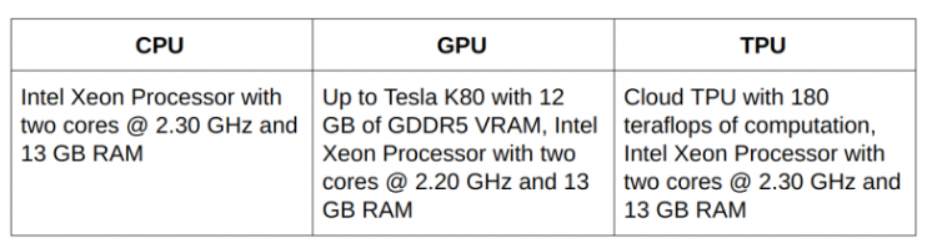 CPU
GPU
TPU
Intel Xeon Processor with
two cores @ 2.30 GHz and
13 GB RAM
Up to Tesla K80 with 12
GB of GDDR5 VRAM, Intel
Xeon Processor with two
cores @ 2.20 GHz and 13
GB RAM
Cloud TPU with 180
teraflops of computation,
Intel Xeon Processor with
two cores @ 2.30 GHz and
13 GB RAM